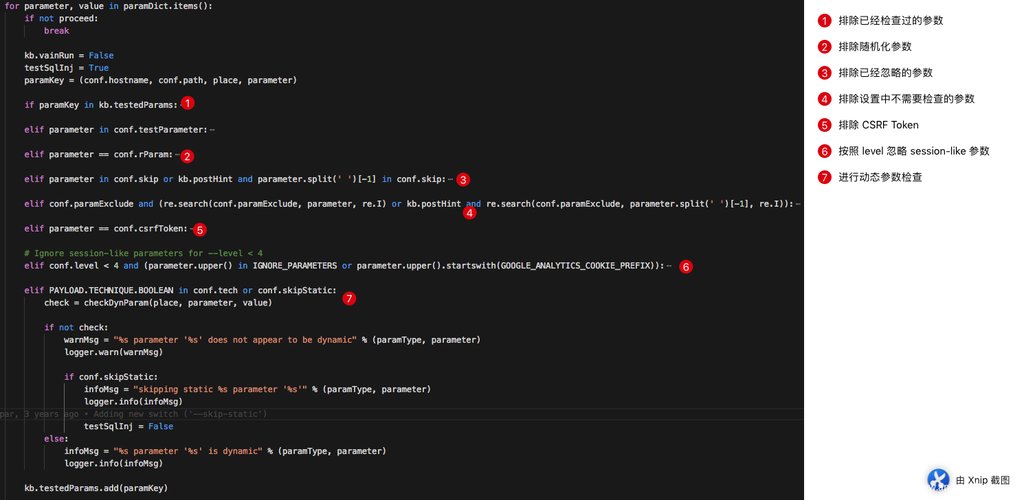 for parameter, value in paramDict.items():
if not proceed:
break
kb.vainRun = False
testSqlInj = True
paramKey = (conf.hostname, conf.path, place, parameter)
if paramKey in kb.testedParams:⋯ 1
elif parameter in conf.testParameter:⋯
elif parameter == conf.rParam:⋯ 2
elif parameter in conf.skip or kb.postHint and parameter.split(' ')[-1] in conf.skip:⋯ 3
elif conf.paramExclude and (re.search(conf.paramExclude, parameter, re.I) or kb.postHint and re.search(conf.paramExclude, parameter.split(' ')[-1], re.I)):⋯
4
elif parameter == conf.csrfToken:⋯ 5
# Ignore session-like parameters for --level < 4
elif conf.level < 4 and (parameter.upper() in IGNORE_PARAMETERS or parameter.upper().startswith(GOOGLE_ANALYTICS_COOKIE_PREFIX)):⋯ 6
elif PAYLOAD.TECHNIQUE.BOOLEAN in conf.tech or conf.skipStatic:
7
check = checkDynParam(place, parameter, value)
if not check:
warnMsg = "%s parameter '%s' does not appear to be dynamic" % (paramType, parameter)
logger.warn(warnMsg)
if conf.skipStatic:
infoMsg = "skipping static %s parameter '%s'" % (paramType, parameter)
logger.info(infoMsg)
par, 3 years ago • Adding new switch ('--skip-static')
testSqlInj = False
else:
infoMsg = "%s parameter '%s' is dynamic" % (paramType, parameter)
logger.info(infoMsg)
kb.testedParams.add(paramKey)
1 排除已经检查过的参数
2 排除随机化参数
3 排除已经忽略的参数
4 排除设置中不需要检查的参数
5 排除 CSRF Token
6 按照 level 忽略 session-like 参数
7 进行动态参数检查
由 Xnip 截图